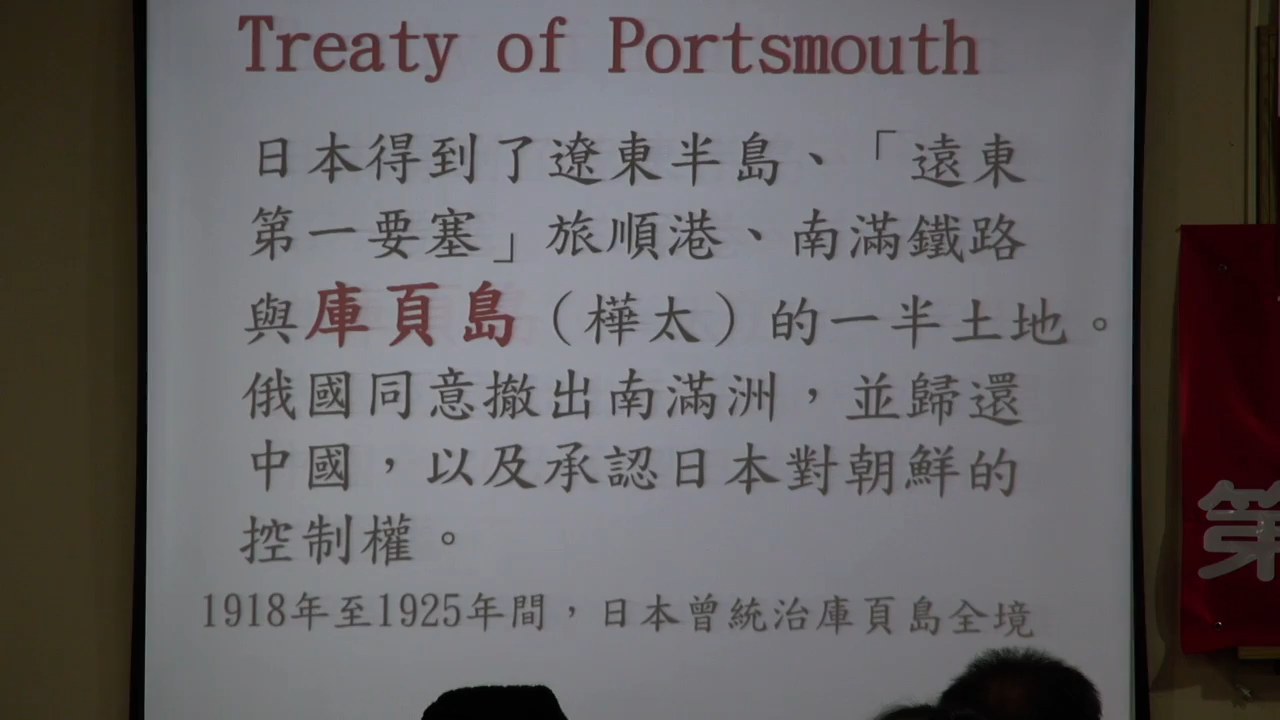 Treaty of Portsmouth
日本得到了遼東半島、「遠東
第一要塞」旅順港、南滿鐵路
與庫頁島（樺太）的一半土地。
俄國同意撤出南滿洲，並歸還
中國，以及承認日本對朝鮮的
控制權。
1918年至1925年間，日本曾統治庫頁島全境
第